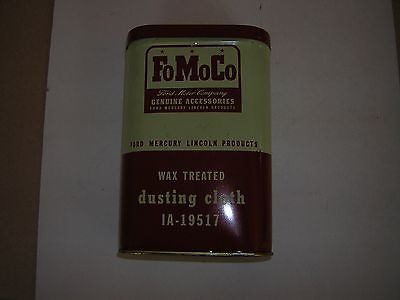 FoMoCo
Ford Motor Company
GENUINE ACCESSORIES
FORD MERCURY LINCOLN PRODUCTS
FORD MERCURY LINCOLN PRODUCTS
WAX TREATED
dusting cloth
IA-19517